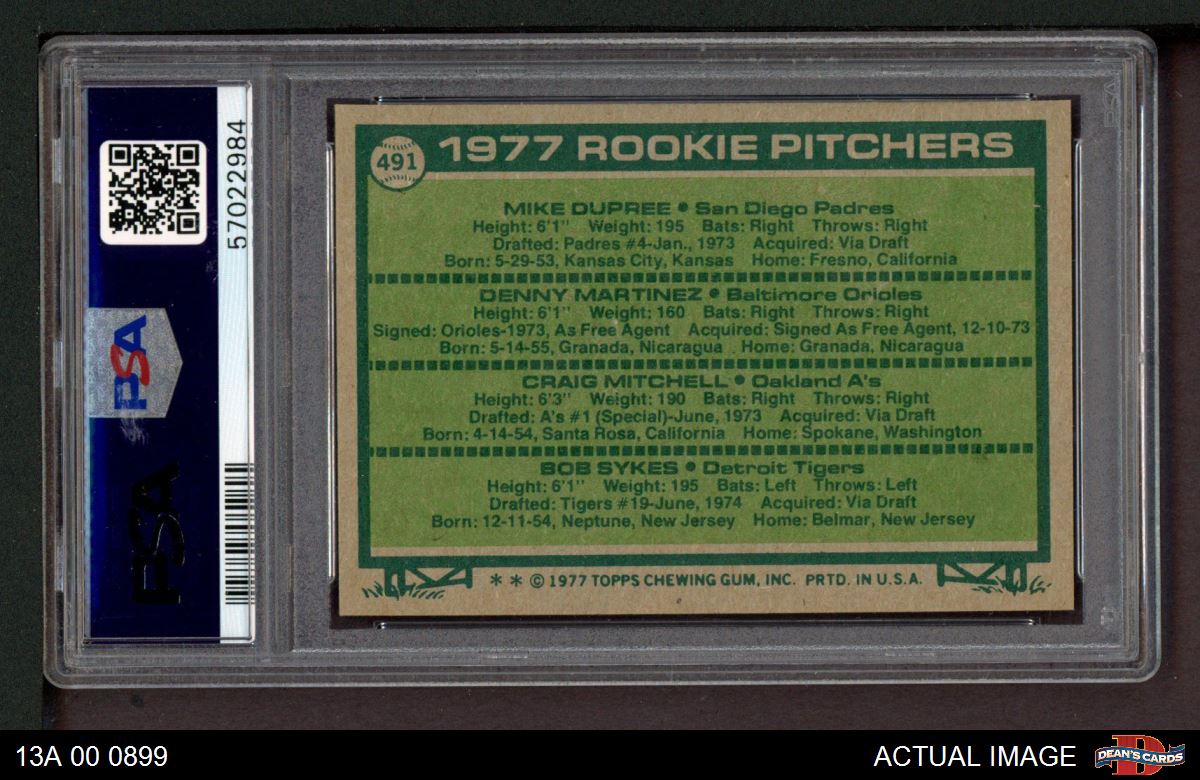 57022984
PSA
PSA
491
1977 ROOKIE PITCHERS
MIKE DUPREE • San Diego Padres
Height: 6'1" Weight: 195 Bats: Right Throws: Right
Drafted: Padres #4-Jan., 1973 Acquired: Via Draft
Born: 5-29-53, Kansas City, Kansas Home: Fresno, California
DENNY MARTINEZ • Baltimore Orioles
Height: 6'1" Weight: 160 Bats: Right Throws: Right
Signed: Orioles-1973, As Free Agent Acquired: Signed As Free Agent, 12-10-73
Born: 5-14-55, Granada, Nicaragua Home: Granada, Nicaragua
CRAIG MITCHELL • Oakland A's
Height: 6'3" Weight: 190 Bats: Right Throws: Right
Drafted: A's #1 (Special)-June, 1973 Acquired: Via Draft
Born: 4-14-54, Santa Rosa, California Home: Spokane, Washington
BOB SYKES • Detroit Tigers
Height: 6'1" Weight: 195 Bats: Left Throws: Left
Drafted: Tigers #19-June, 1974 Acquired: Via Draft
Born: 12-11-54, Neptune, New Jersey Home: Belmar, New Jersey
** © 1977 TOPPS CHEWING GUM, INC. PRTD. IN U.S.A.
PSA
13A 00 0899
ACTUAL IMAGE
D
DEAN'S CARDS